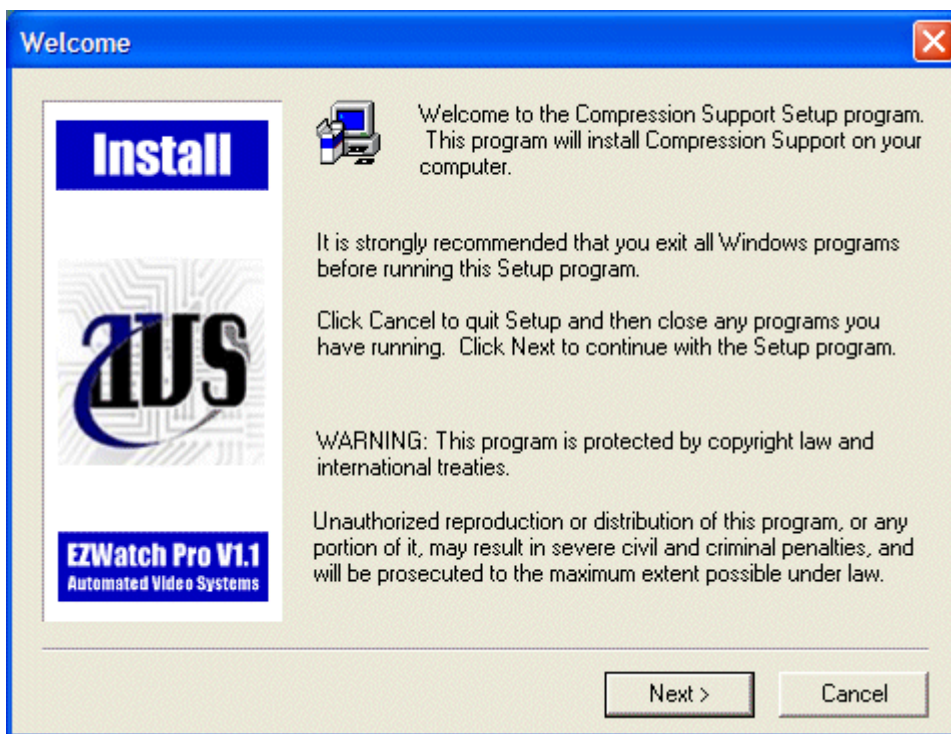 Welcome
Install
AVS
EZWatch Pro V1.1
Automated Video Systems
Welcome to the Compression Support Setup program.
This program will install Compression Support on your
computer.
It is strongly recommended that you exit all Windows programs
before running this Setup program.
Click Cancel to quit Setup and then close any programs you
have running.  Click Next to continue with the Setup program.
WARNING: This program is protected by copyright law and
international treaties.
Unauthorized reproduction or distribution of this program, or any
portion of it, may result in severe civil and criminal penalties, and
will be prosecuted to the maximum extent possible under law.
Next >
Cancel